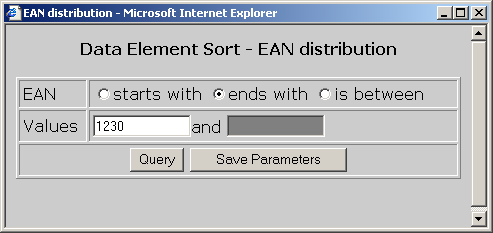 EAN distribution - Microsoft Internet Explorer
Data Element Sort - EAN distribution
EAN starts with ends with is between
Values 1230 and
Query Save Parameters